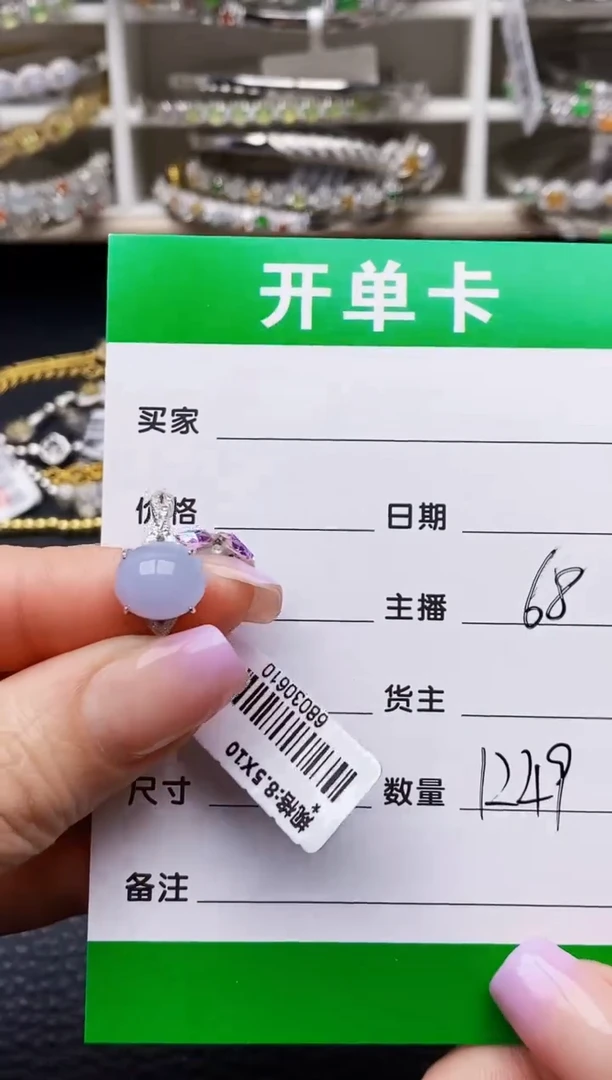 开单卡
买家
价格 日期
主播 68
货主
尺寸 数量 1249
备注
68030610
规格:8.5X10
*